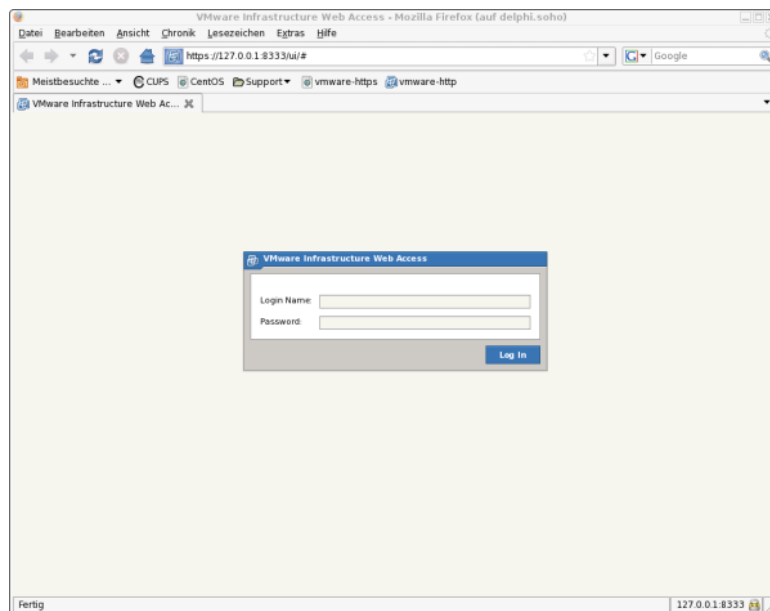 VMware Infrastructure Web Access - Mozilla Firefox (auf delphi.soho)
Datei Bearbeiten Ansicht Chronik Lesezeichen Extras Hilfe
https://127.0.0.1:8333/ui/# Google
Meistbesuchte ... CUPS CentOS Support vmware-https vmware-http
VMware Infrastructure Web Ac...
VMware Infrastructure Web Access
Login Name:
Password:
Log In
Fertig 127.0.0.1:8333